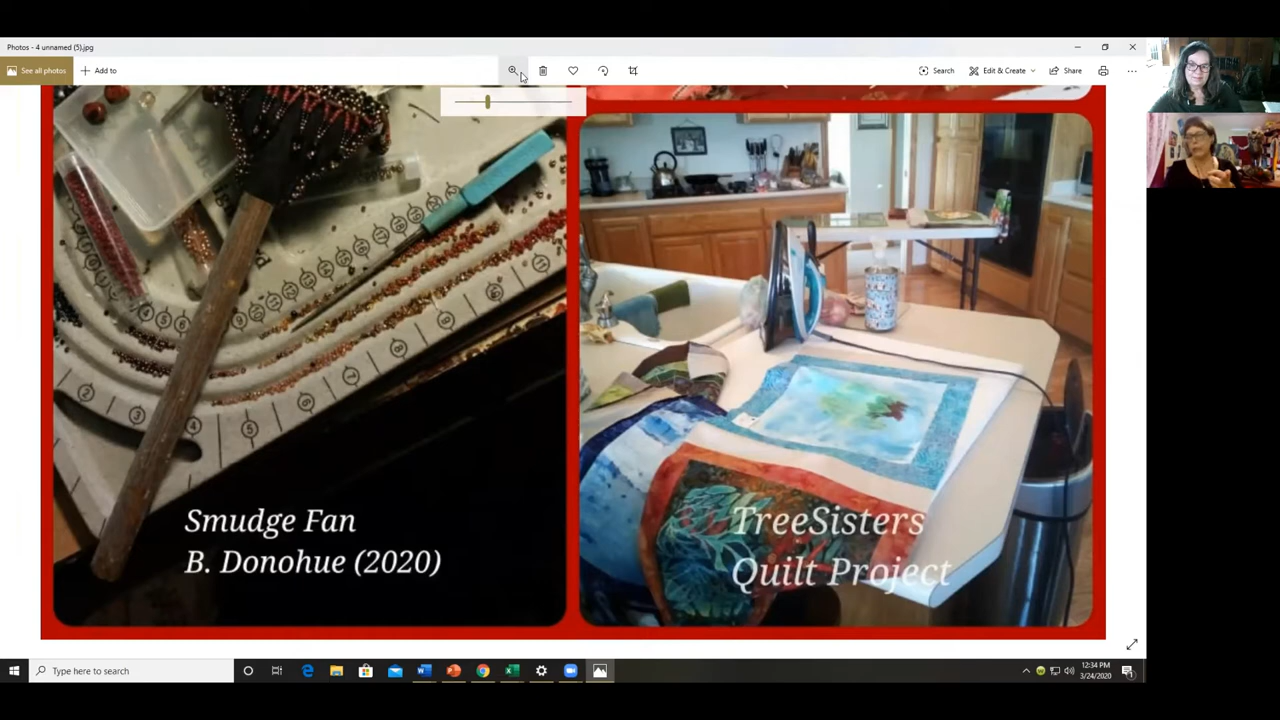 Photos - 4 unnamed (5).jpg
See all photos
Add to
Search
Edit & Create
Share
Smudge Fan
B. Donohue (2020)
TreeSisters
Quilt Project
Type here to search
12:34 PM
3/24/2020